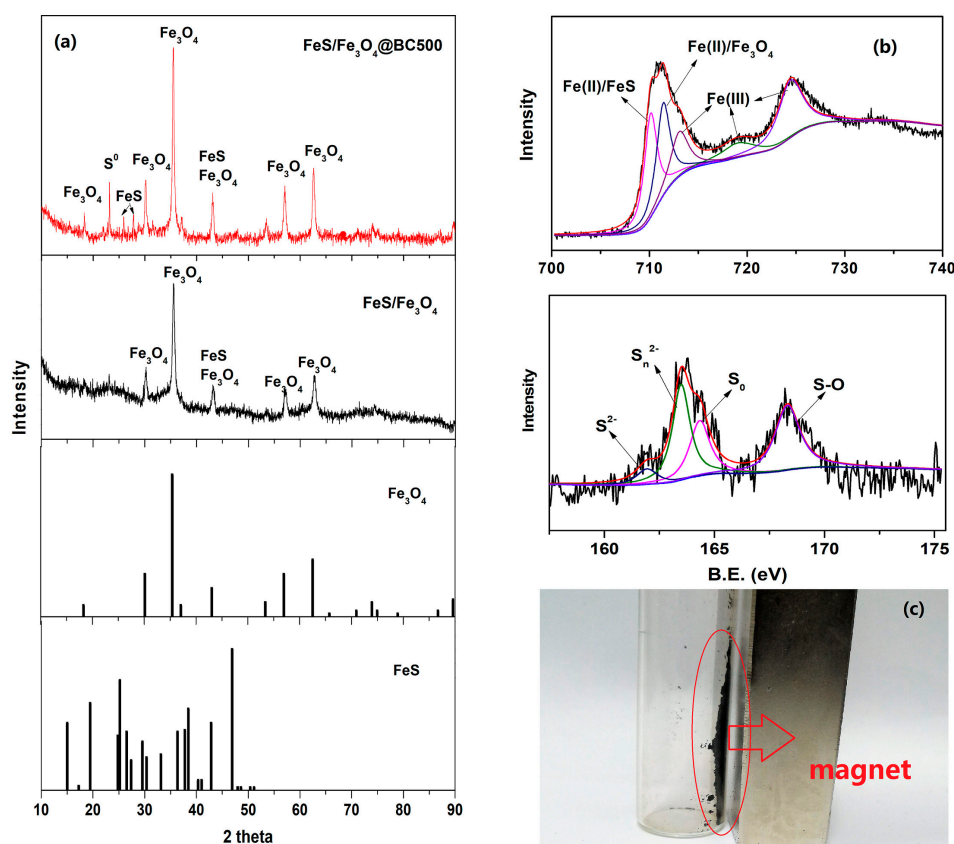 (a)
Fe₃O₄
FeS/Fe₃O₄@BC500
S⁰
Fe₃O₄
FeS
Fe₃O₄
Fe₃O₄
Fe₃O₄
Fe₃O₄
FeS
Fe₃O₄
FeS/Fe₃O₄
Fe₃O₄
FeS
Fe₃O₄
Fe₃O₄
Fe₃O₄
Intensity
Fe₃O₄
FeS
10 20 30 40 50 60 70 80 90
2 theta
(b)
Fe(II)/Fe₃O₄
Fe(II)/FeS
Fe(III)
Intensity
700 710 720 730 740
Sₙ²⁻
S₀
S-O
S²⁻
Intensity
160 165 170 175
B.E. (eV)
(c)
magnet